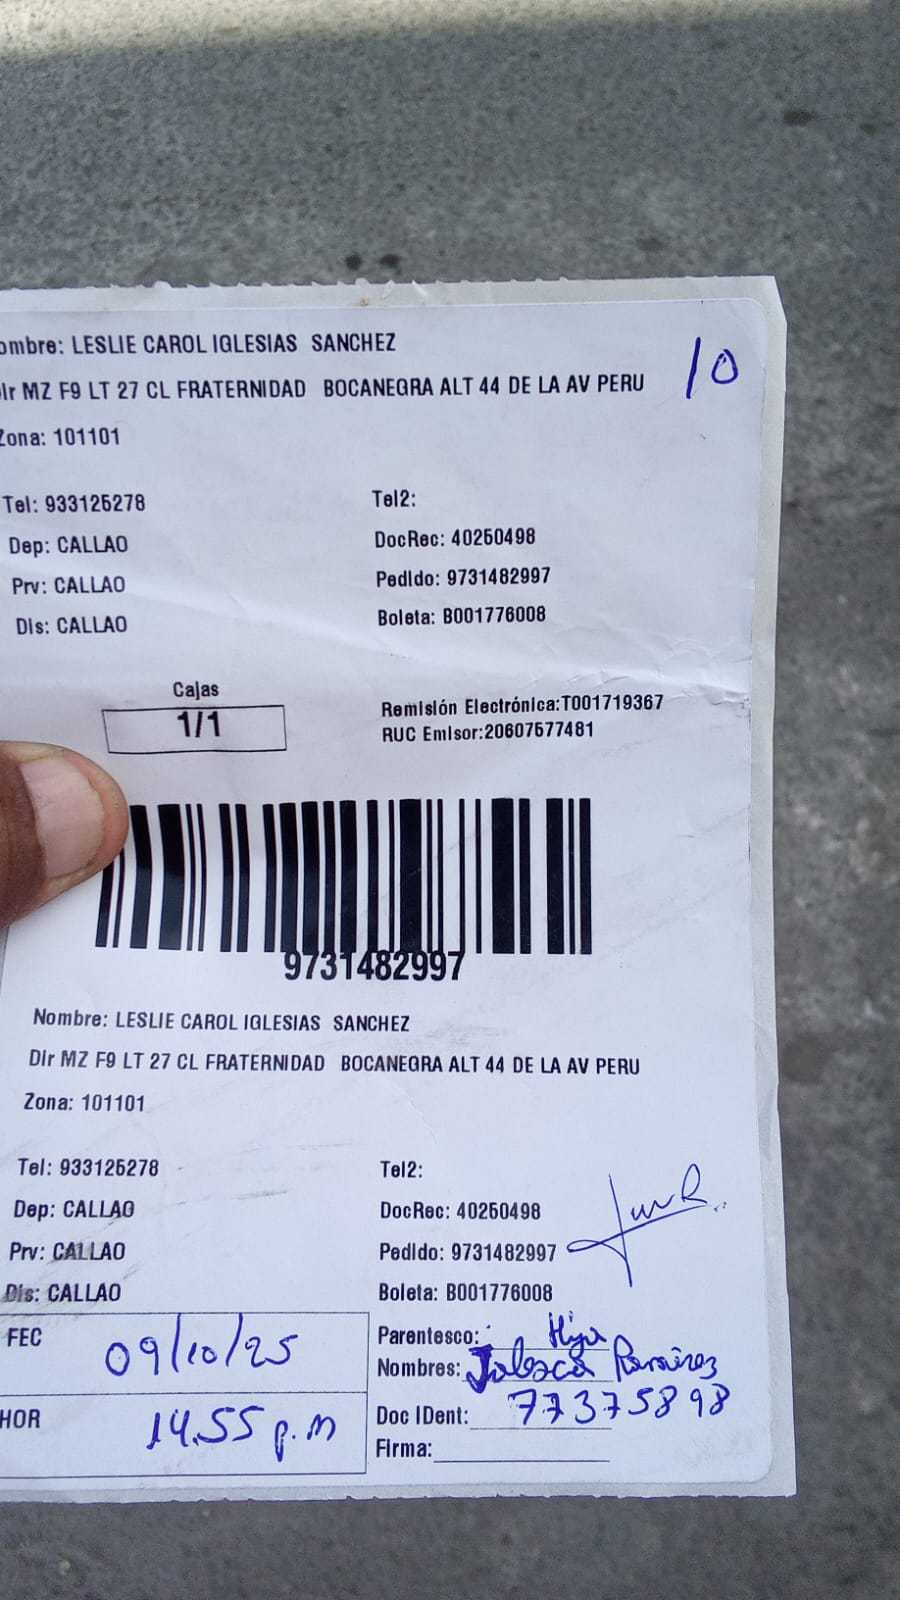 ombre: LESLIE CAROL IGLESIAS SANCHEZ
10
Dir MZ F9 LT 27 CL FRATERNIDAD BOCANEGRA ALT 44 DE LA AV PERU
Zona: 101101
Tel: 933125278
Tel2:
Dep: CALLAO
DocRec: 40250498
Prv: CALLAO
Pedido: 9731482997
Dis: CALLAO
Boleta: B001776008
Cajas
1/1
Remisión Electrónica:T001719367
RUC Emisor:20607577481
9731482997
Nombre: LESLIE CAROL IGLESIAS SANCHEZ
Dir MZ F9 LT 27 CL FRATERNIDAD BOCANEGRA ALT 44 DE LA AV PERU
Zona: 101101
Tel: 933125278
Tel2:
Dep: CALLAO
DocRec: 40250498
Prv: CALLAO
Pedido: 9731482997
Dis: CALLAO
Boleta: B001776008
FEC 09/10/25
Parentesco: Hija
Nombres: Ramirez
HOR 14.55 p.m
Doc IDent: 77375898
Firma: